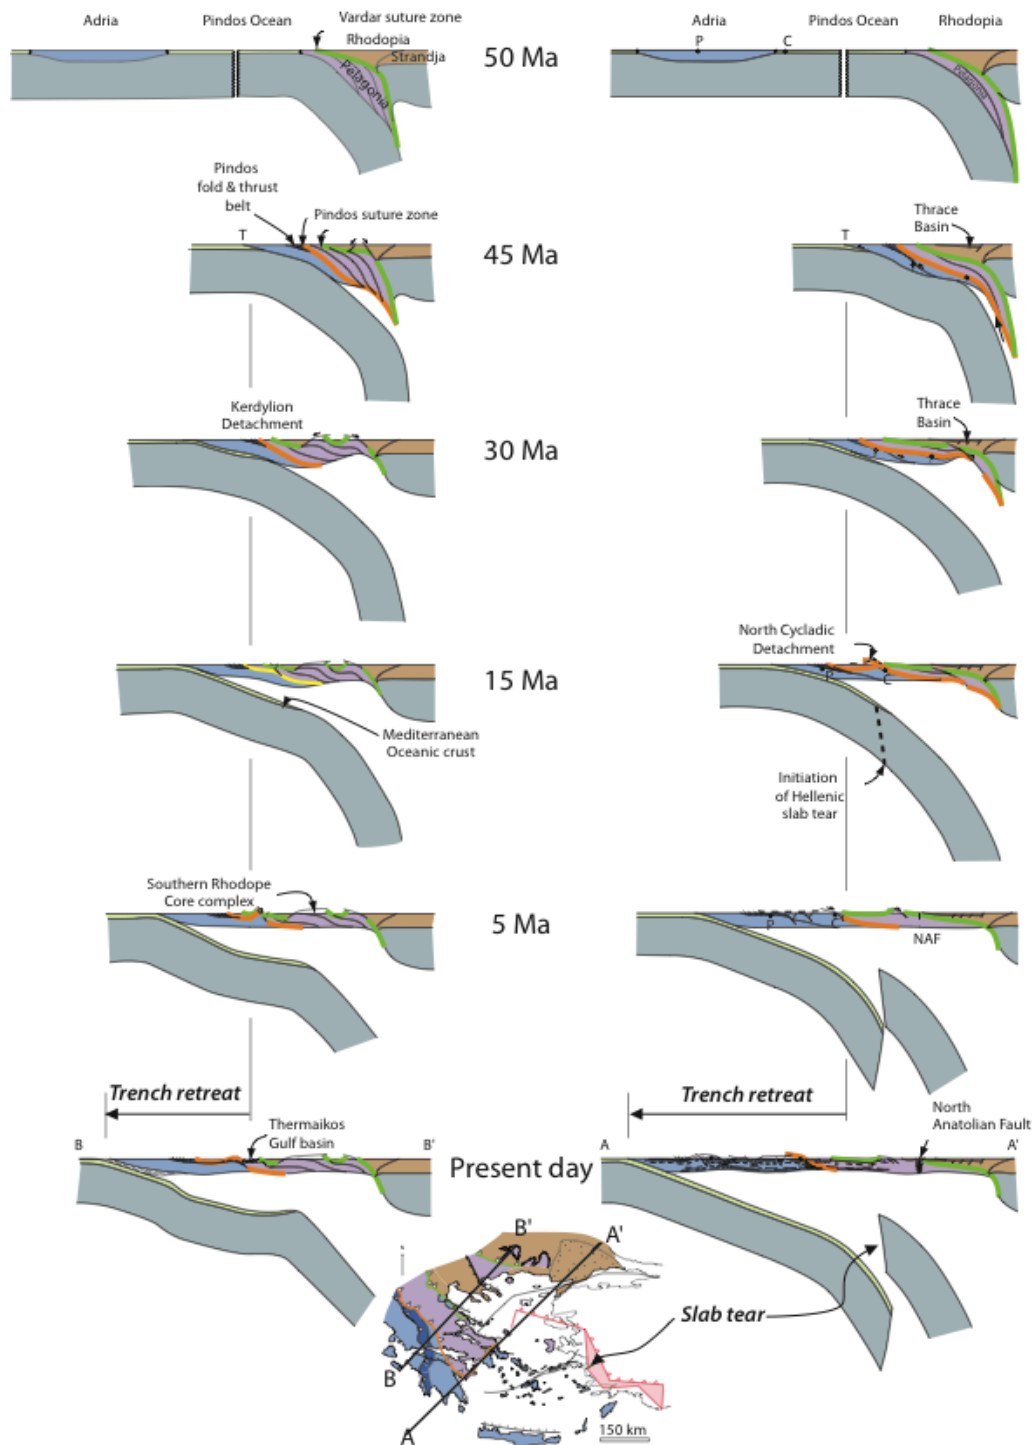 Adria
Pindos Ocean
Vardar suture zone
Rhodopia
Strandja
Pelagonia
50 Ma
Adria
Pindos Ocean
Rhodopia
P
C
Pelagonia
Pindos
fold & thrust
belt
Pindos suture zone
T
45 Ma
Thrace
Basin
T
Kerdylion
Detachment
30 Ma
Thrace
Basin
P
15 Ma
Mediterranean
Oceanic crust
North Cycladic
Detachment
P
C
Initiation
of Hellenic
slab tear
Southern Rhodope
Core complex
5 Ma
P
C
NAF
Trench retreat
Trench retreat
B
Thermaikos
Gulf basin
B'
Present day
A
North
Anatolian Fault
A'
B'
A'
B
A
Slab tear
150 km